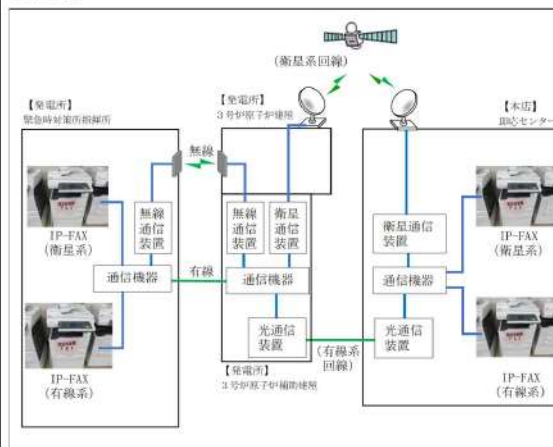 (衛星系回線)
【発電所】
緊急時対策所指揮所
【発電所】
3号炉原子炉建屋
【本店】
即応センター
無線
IP-FAX
(衛星系)
無線
通信
装置
無線
通信
装置
衛星
通信
装置
衛星通信
装置
IP-FAX
(衛星系)
通信機器
有線
通信機器
通信機器
光通信
装置
(有線系
回線)
光通信
装置
IP-FAX
(有線系)
【発電所】
3号炉原子炉補助建屋
IP-FAX
(有線系)